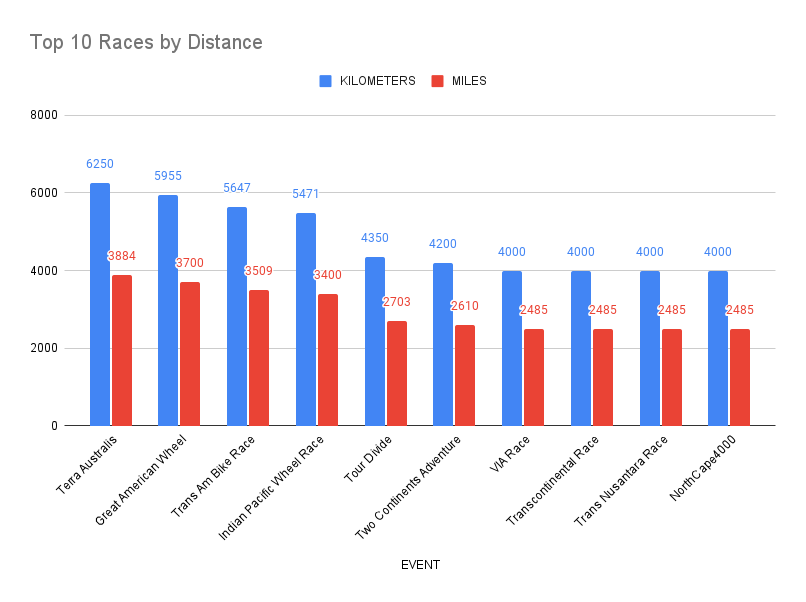 Top 10 Races by Distance
KILOMETERS MILES
8000
6000
4000
2000
0
6250
5955
5647
5471
4350
4200
4000
4000
4000
4000
3884
3700
3509
3400
2703
2610
2485
2485
2485
2485
Terra Australis
Great American Wheel
Trans Am Bike Race
Indian Pacific Wheel Race
Tour Divide
Two Continents Adventure
VIA Race
Transcontinental Race
Trans Nusantara Race
NorthCape4000
EVENT